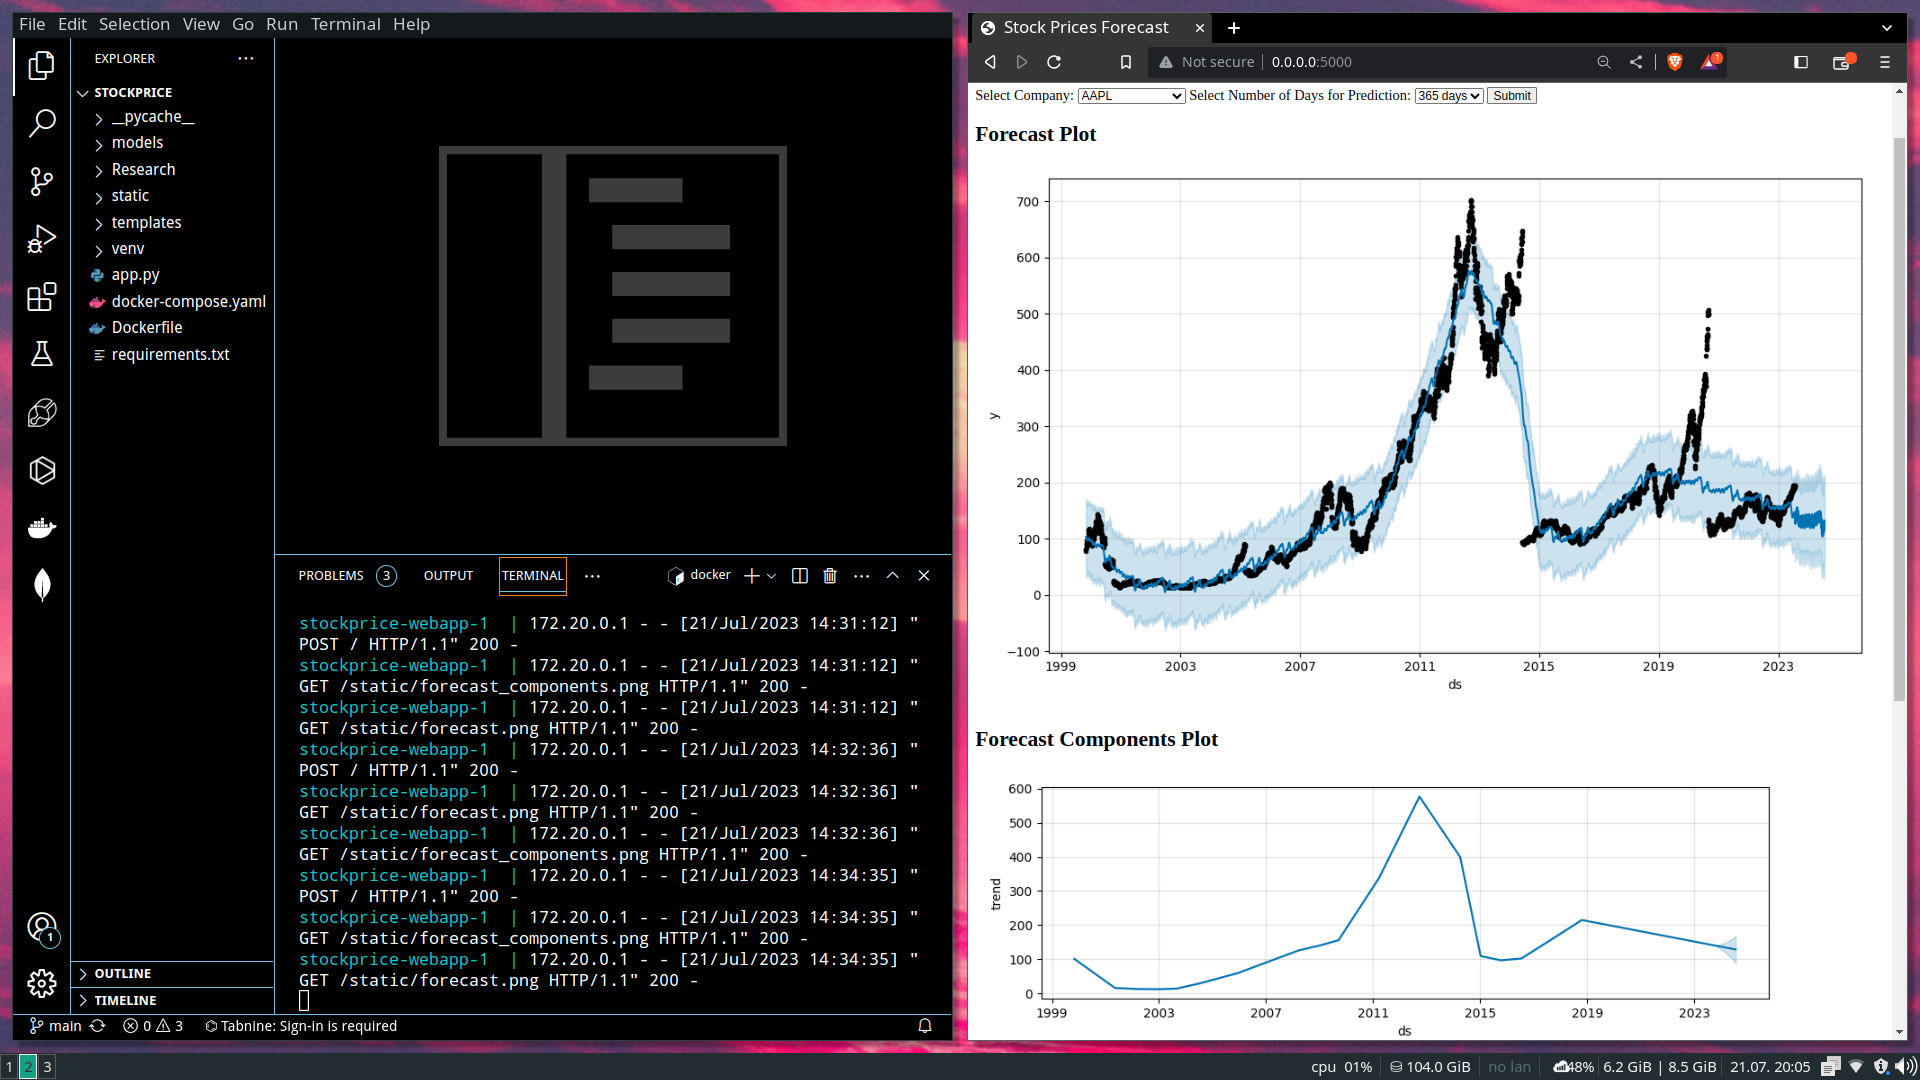 File Edit Selection View Go Run Terminal Help
EXPLORER
STOCKPRICE
__pycache__
models
Research
static
templates
venv
app.py
docker-compose.yaml
Dockerfile
requirements.txt
OUTLINE
TIMELINE
1
PROBLEMS 3 OUTPUT TERMINAL docker
stockprice-webapp-1 | 172.20.0.1 - - [21/Jul/2023 14:31:12] "
POST / HTTP/1.1" 200 -
stockprice-webapp-1 | 172.20.0.1 - - [21/Jul/2023 14:31:12] "
GET /static/forecast_components.png HTTP/1.1" 200 -
stockprice-webapp-1 | 172.20.0.1 - - [21/Jul/2023 14:31:12] "
GET /static/forecast.png HTTP/1.1" 200 -
stockprice-webapp-1 | 172.20.0.1 - - [21/Jul/2023 14:32:36] "
POST / HTTP/1.1" 200 -
stockprice-webapp-1 | 172.20.0.1 - - [21/Jul/2023 14:32:36] "
GET /static/forecast.png HTTP/1.1" 200 -
stockprice-webapp-1 | 172.20.0.1 - - [21/Jul/2023 14:32:36] "
GET /static/forecast_components.png HTTP/1.1" 200 -
stockprice-webapp-1 | 172.20.0.1 - - [21/Jul/2023 14:34:35] "
POST / HTTP/1.1" 200 -
stockprice-webapp-1 | 172.20.0.1 - - [21/Jul/2023 14:34:35] "
GET /static/forecast_components.png HTTP/1.1" 200 -
stockprice-webapp-1 | 172.20.0.1 - - [21/Jul/2023 14:34:35] "
GET /static/forecast.png HTTP/1.1" 200 -
main 0 3 Tabnine: Sign-in is required
Stock Prices Forecast
Not secure 0.0.0.0:5000 1
Select Company: AAPL Select Number of Days for Prediction: 365 days Submit
Forecast Plot
700
600
500
400
300
200
100
0
−100
y
1999 2003 2007 2011 2015 2019 2023
ds
Forecast Components Plot
600
500
400
300
200
100
0
trend
1999 2003 2007 2011 2015 2019 2023
ds
1 2 3
cpu 01% 104.0 GiB no lan 48% 6.2 GiB | 8.5 GiB 21.07. 20:05